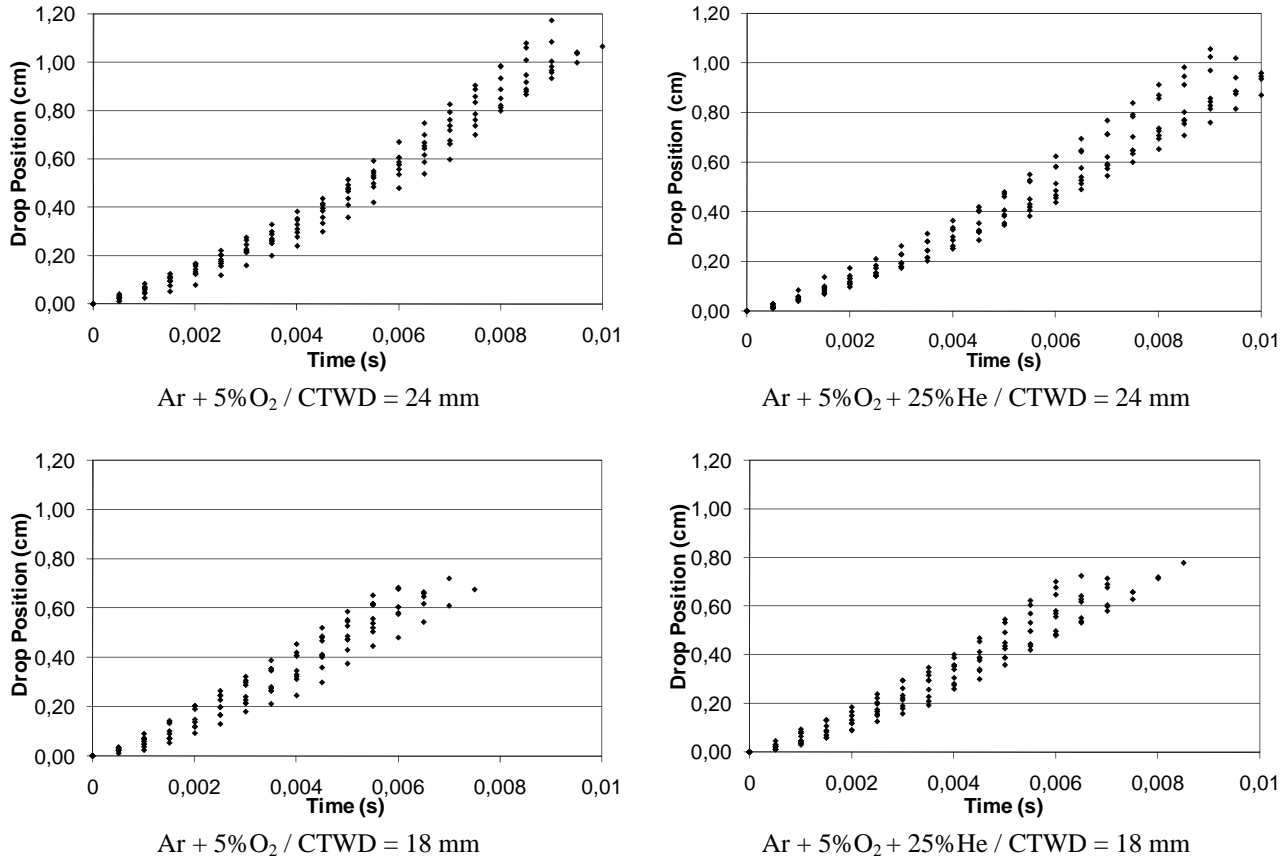 1,20
1,00
0,80
0,60
0,40
0,20
0,00
Drop Position (cm)
0 0,002 0,004 0,006 0,008 0,01
Time (s)
Ar + 5%O₂ / CTWD = 24 mm
1,20
1,00
0,80
0,60
0,40
0,20
0,00
Drop Position (cm)
0 0,002 0,004 0,006 0,008 0,01
Time (s)
Ar + 5%O₂ + 25%He / CTWD = 24 mm
1,20
1,00
0,80
0,60
0,40
0,20
0,00
Drop Position (cm)
0 0,002 0,004 0,006 0,008 0,01
Time (s)
Ar + 5%O₂ / CTWD = 18 mm
1,20
1,00
0,80
0,60
0,40
0,20
0,00
Drop Position (cm)
0 0,002 0,004 0,006 0,008 0,01
Time (s)
Ar + 5%O₂ + 25%He / CTWD = 18 mm